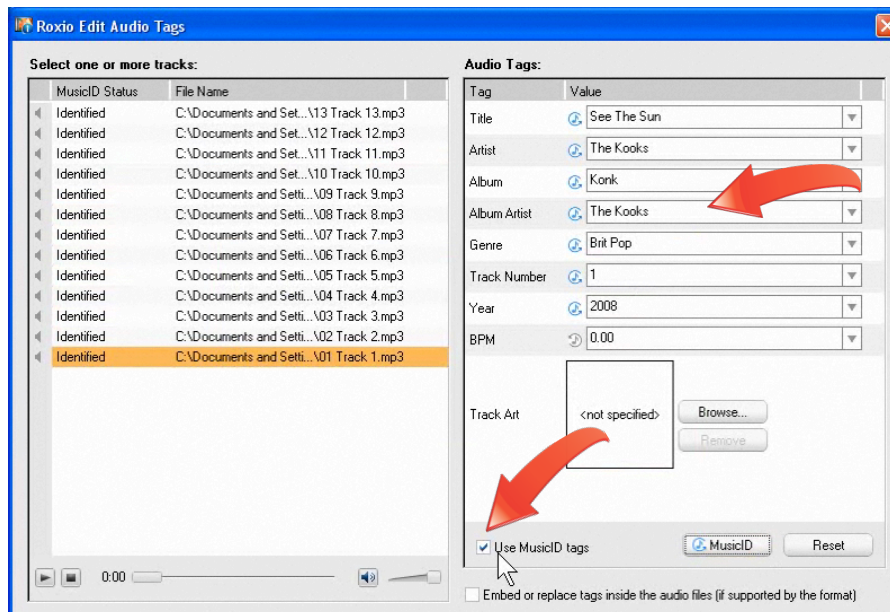 Roxio Edit Audio Tags
Select one or more tracks:
MusicID Status File Name
Identified C:\Documents and Set...\13 Track 13.mp3
Identified C:\Documents and Set...\12 Track 12.mp3
Identified C:\Documents and Set...\11 Track 11.mp3
Identified C:\Documents and Set...\10 Track 10.mp3
Identified C:\Documents and Setti...\09 Track 9.mp3
Identified C:\Documents and Setti...\08 Track 8.mp3
Identified C:\Documents and Setti...\07 Track 7.mp3
Identified C:\Documents and Setti...\06 Track 6.mp3
Identified C:\Documents and Setti...\05 Track 5.mp3
Identified C:\Documents and Setti...\04 Track 4.mp3
Identified C:\Documents and Setti...\03 Track 3.mp3
Identified C:\Documents and Setti...\02 Track 2.mp3
Identified C:\Documents and Setti...\01 Track 1.mp3
0:00
Audio Tags:
Tag Value
Title See The Sun
Artist The Kooks
Album Konk
Album Artist The Kooks
Genre Brit Pop
Track Number 1
Year 2008
BPM 0.00
Track Art <not specified> Browse...
Remove
Use MusicID tags MusicID Reset
Embed or replace tags inside the audio files (if supported by the format)